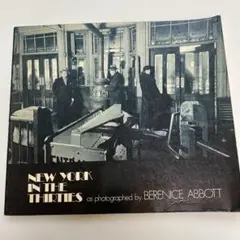 NEW YORK
IN THE
THIRTIES as photographed by BERENICE ABBOTT